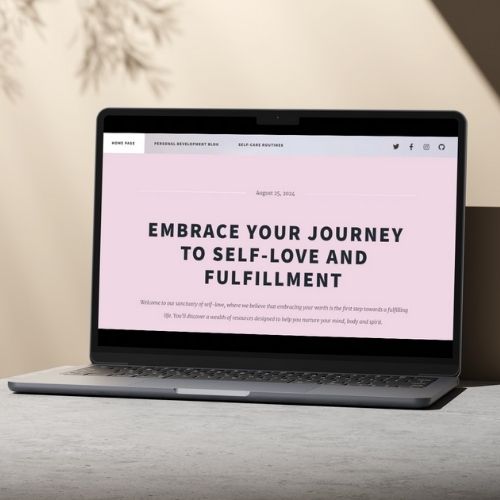 HOME PAGE PERSONAL DEVELOPMENT BLOG SELF-CARE ROUTINES
August 25, 2024
EMBRACE YOUR JOURNEY
TO SELF-LOVE AND
FULFILLMENT
Welcome to our sanctuary of self-love, where we believe that embracing your worth is the first step towards a fulfilling
life. You'll discover a wealth of resources designed to help you nurture your mind, body and spirit.